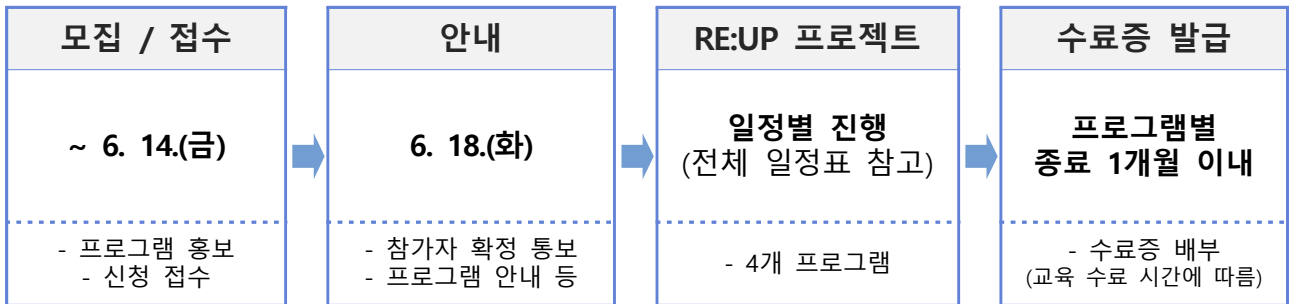 모집 / 접수
~ 6. 14.(금)
- 프로그램 홍보
- 신청 접수
안내
6. 18.(화)
- 참가자 확정 통보
- 프로그램 안내 등
RE:UP 프로젝트
일정별 진행
(전체 일정표 참고)
- 4개 프로그램
수료증 발급
프로그램별
종료 1개월 이내
- 수료증 배부
(교육 수료 시간에 따름)